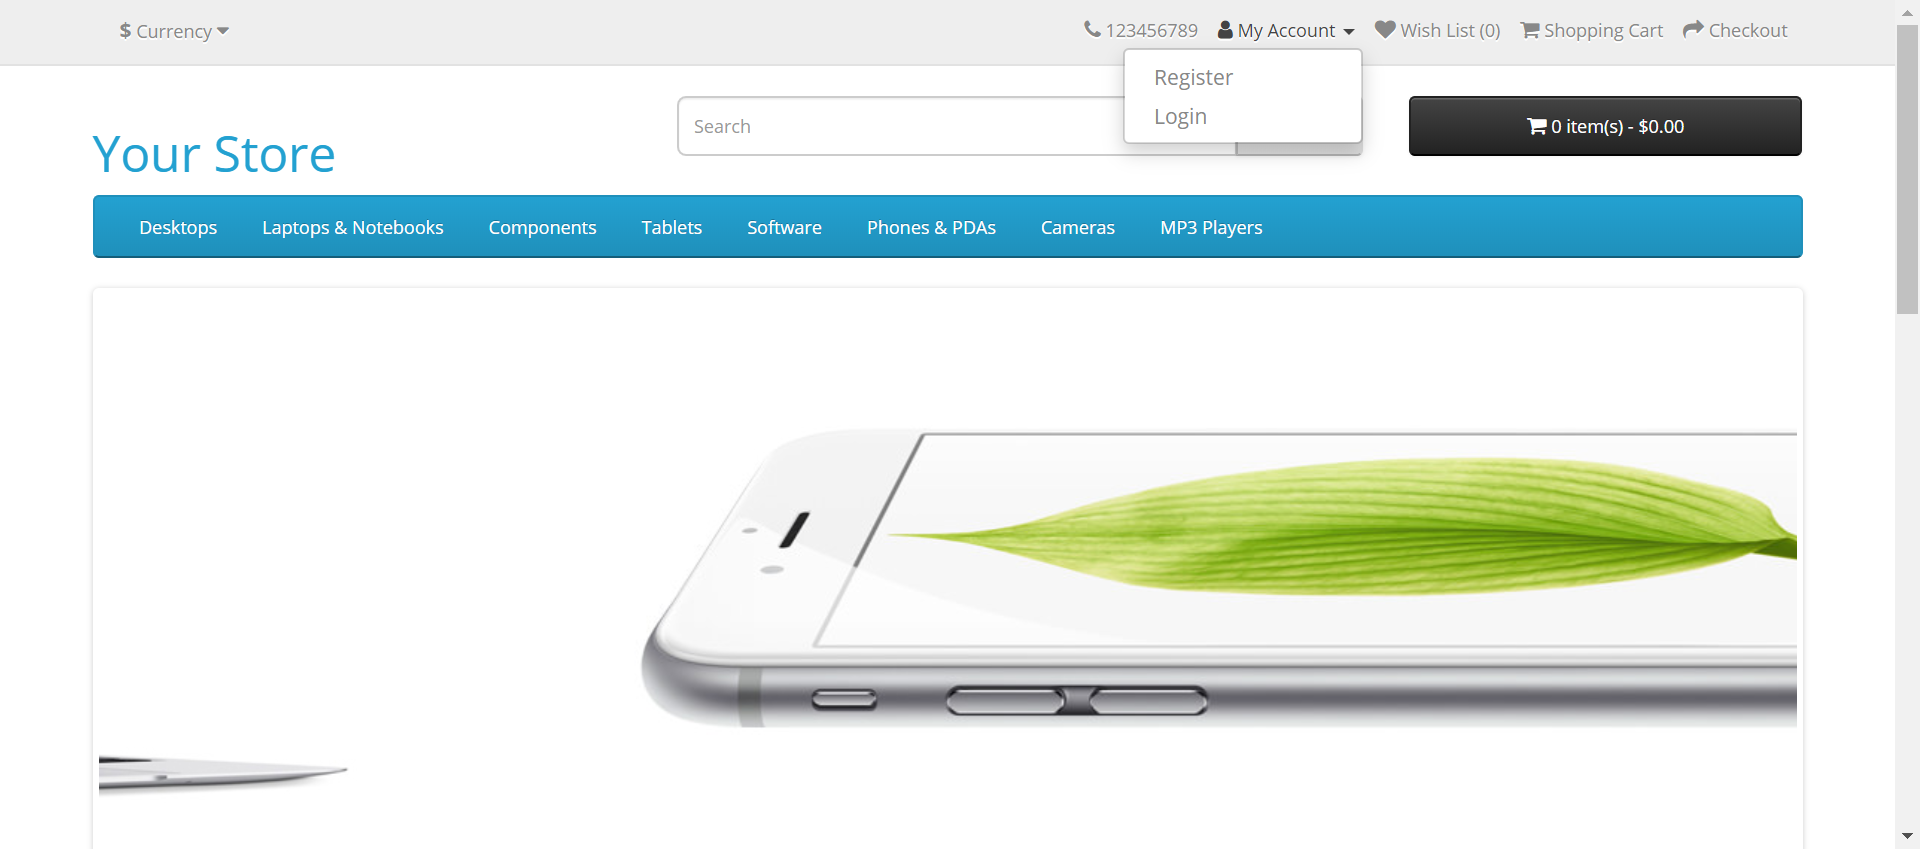 $ Currency
123456789
My Account
Wish List (0)
Shopping Cart
Checkout
Register
Login
Your Store
Search
0 item(s) - $0.00
Desktops
Laptops & Notebooks
Components
Tablets
Software
Phones & PDAs
Cameras
MP3 Players